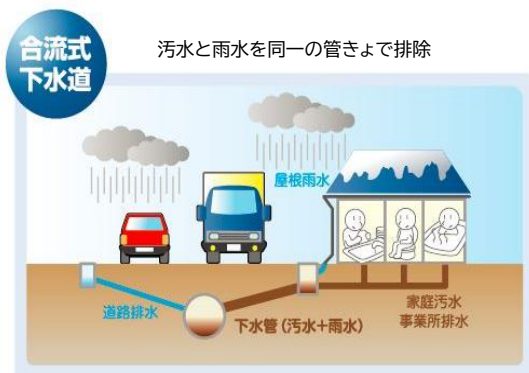 合流式
下水道
汚水と雨水を同一の管きょで排除
屋根雨水
道路排水
下水管（汚水＋雨水）
家庭汚水
事業所排水